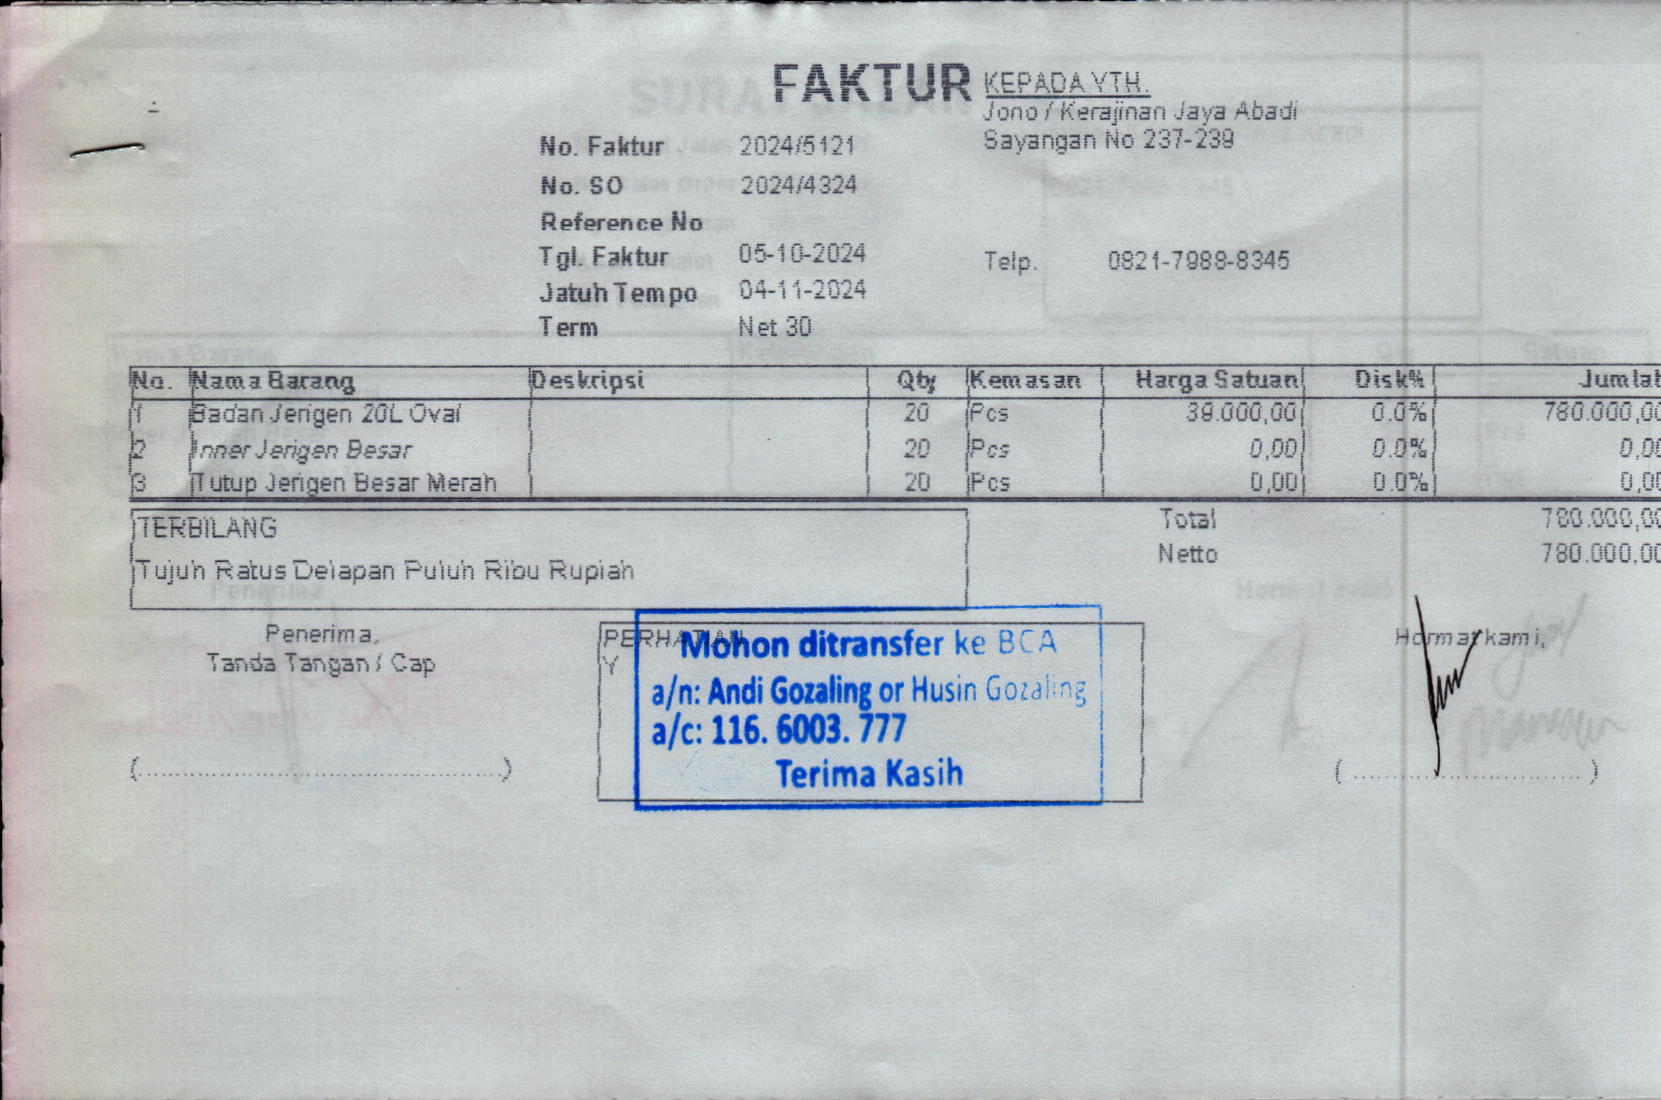 FAKTUR
KEPADA YTH.
Jono / Kerajinan Jaya Abadi
Sayangan No 237-239
No. Faktur 2024/5121
No. SO 2024/4324
Reference No
Tgl. Faktur 05-10-2024
Telp. 0821-7988-8345
Jatuh Tempo 04-11-2024
Term Net 30
No. Nama Barang Deskripsi Qty Kemasan Harga Satuan Disk% Jumlah
1 Badan Jerigen 20L Oval 20 Pcs 39.000,00 0.0% 780.000,00
2 Inner Jerigen Besar 20 Pcs 0,00 0.0% 0,00
3 Tutup Jerigen Besar Merah 20 Pcs 0,00 0.0% 0,00
TERBILANG
Tujuh Ratus Delapan Puluh Ribu Rupiah
Total 780.000,00
Netto 780.000,00
Penerima,
Tanda Tangan / Cap
(................................................)
PERHATIAN
Y
Mohon ditransfer ke BCA
a/n: Andi Gozaling or Husin Gozaling
a/c: 116. 6003. 777
Terima Kasih
Hormat kami,
( .............................. )